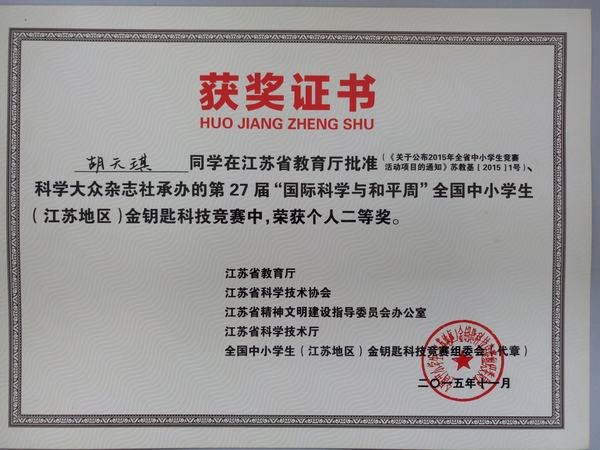 获奖证书
HUO JIANG ZHENG SHU
胡天琪 同学在江苏省教育厅批准(《关于公布2015年全省中小学生竞赛
活动项目的通知》苏教基[2015]1号)、
科学大众杂志社承办的第27届“国际科学与和平周”全国中小学生
(江苏地区)金钥匙科技竞赛中,荣获个人二等奖。
江苏省教育厅
江苏省科学技术协会
江苏省精神文明建设指导委员会办公室
江苏省科学技术厅
全国中小学生(江苏地区)金钥匙科技竞赛组委会(代章)
二〇一五年十一月